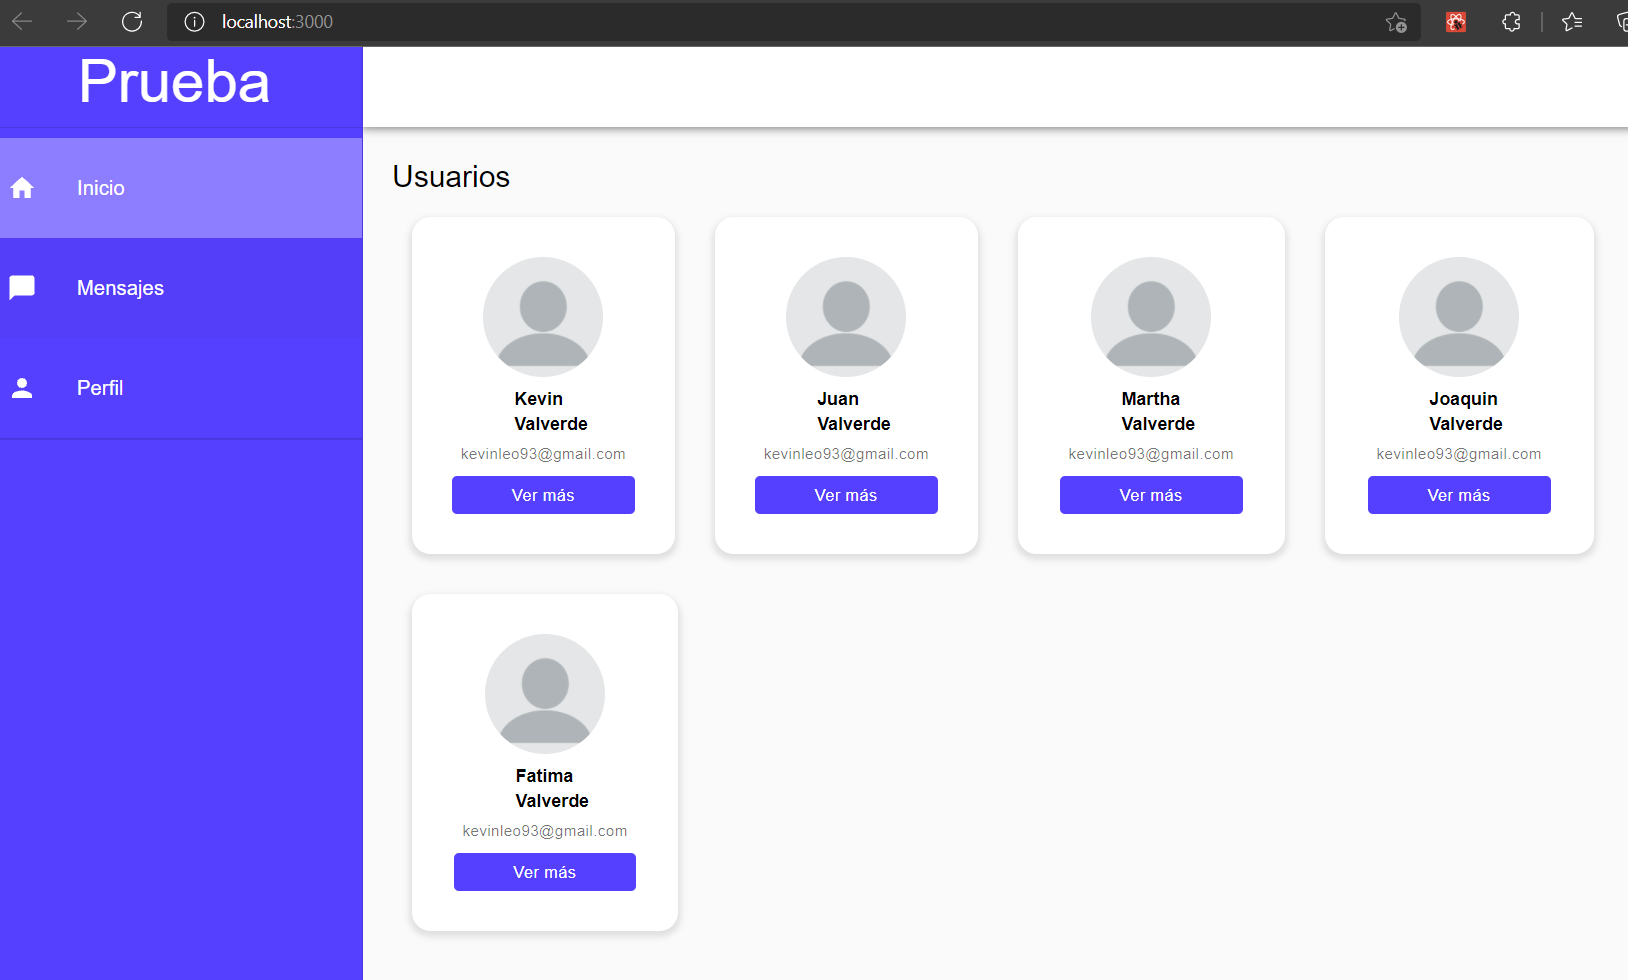 localhost:3000
Prueba
Inicio
Mensajes
Perfil
Usuarios
Kevin
Valverde
kevinleo93@gmail.com
Ver más
Juan
Valverde
kevinleo93@gmail.com
Ver más
Martha
Valverde
kevinleo93@gmail.com
Ver más
Joaquin
Valverde
kevinleo93@gmail.com
Ver más
Fatima
Valverde
kevinleo93@gmail.com
Ver más